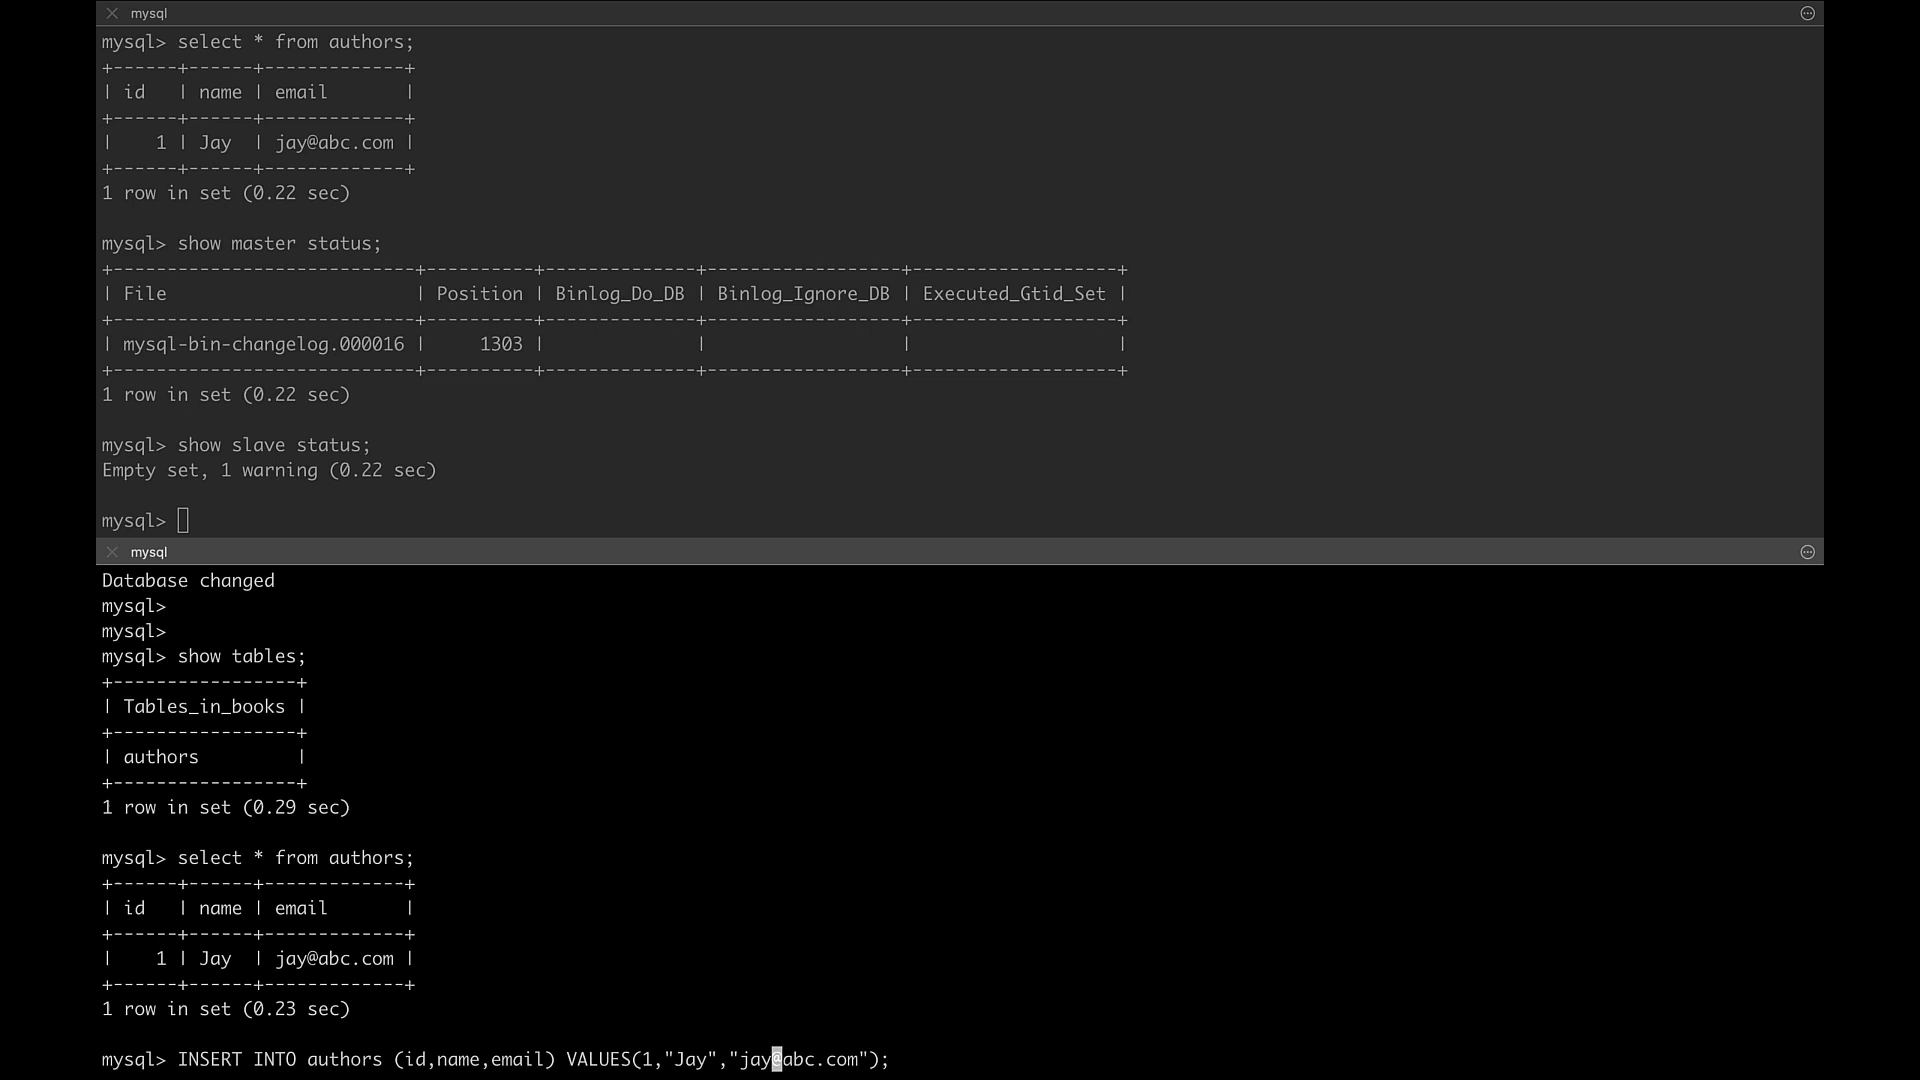 mysql
mysql> select * from authors;
+------+------+-------------+
| id   | name | email       |
+------+------+-------------+
|    1 | Jay  | jay@abc.com |
+------+------+-------------+
1 row in set (0.22 sec)
mysql> show master status;
+----------------------------+----------+--------------+------------------+-------------------+
| File                       | Position | Binlog_Do_DB | Binlog_Ignore_DB | Executed_Gtid_Set |
+----------------------------+----------+--------------+------------------+-------------------+
| mysql-bin-changelog.000016 |     1303 |              |                  |                   |
+----------------------------+----------+--------------+------------------+-------------------+
1 row in set (0.22 sec)
mysql> show slave status;
Empty set, 1 warning (0.22 sec)
mysql>
mysql
Database changed
mysql>
mysql>
mysql> show tables;
+-----------------+
| Tables_in_books |
+-----------------+
| authors         |
+-----------------+
1 row in set (0.29 sec)
mysql> select * from authors;
+------+------+-------------+
| id   | name | email       |
+------+------+-------------+
|    1 | Jay  | jay@abc.com |
+------+------+-------------+
1 row in set (0.23 sec)
mysql> INSERT INTO authors (id,name,email) VALUES(1,"Jay","jay@abc.com");